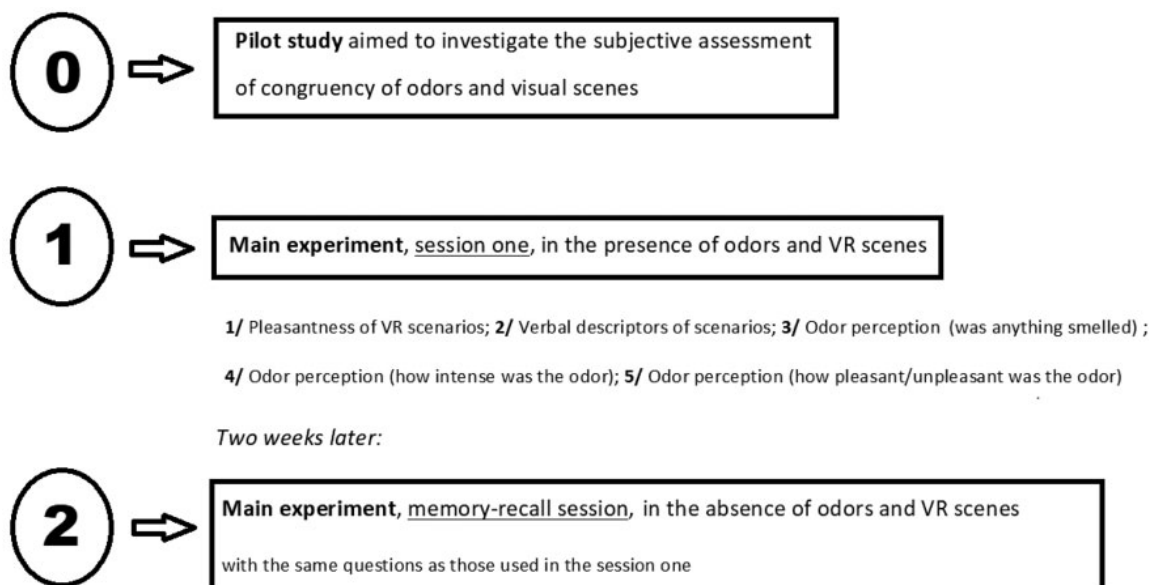 0
Pilot study aimed to investigate the subjective assessment
of congruency of odors and visual scenes
1
Main experiment, session one, in the presence of odors and VR scenes
1/ Pleasantness of VR scenarios; 2/ Verbal descriptors of scenarios; 3/ Odor perception (was anything smelled) ;
4/ Odor perception (how intense was the odor); 5/ Odor perception (how pleasant/unpleasant was the odor)
Two weeks later:
2
Main experiment, memory-recall session, in the absence of odors and VR scenes
with the same questions as those used in the session one